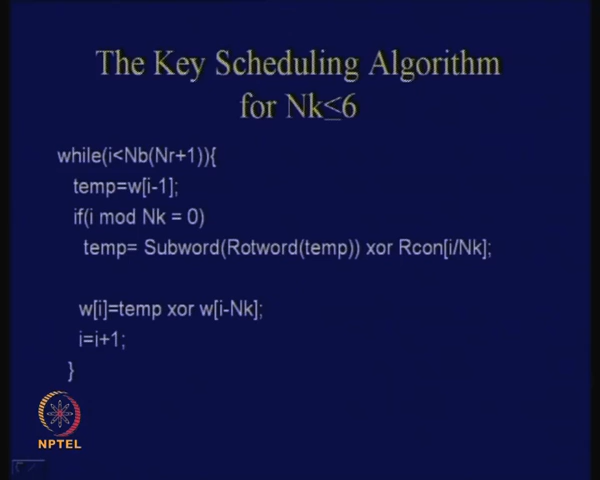 The Key Scheduling Algorithm
for Nk≤6
while(i<Nb(Nr+1)){
temp=w[i-1];
if(i mod Nk = 0)
temp= Subword(Rotword(temp)) xor Rcon[i/Nk];
w[i]=temp xor w[i-Nk];
i=i+1;
}
NPTEL